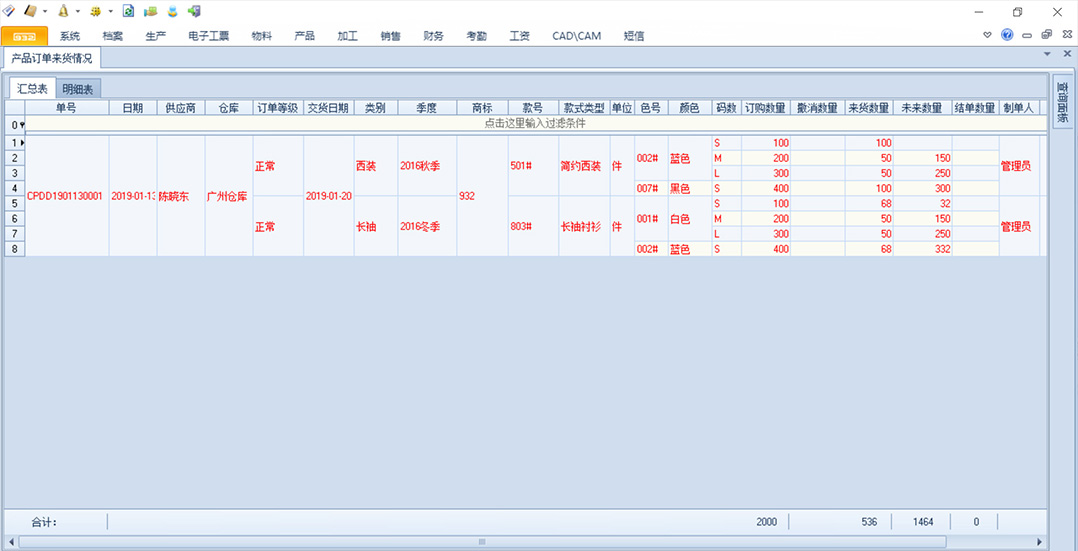 系统 档案 生产 电子工票 物料 产品 加工 销售 财务 考勤 工资 CAD\CAM 短信
产品订单来货情况
汇总表 明细表
查询面板
单号 日期 供应商 仓库 订单等级 交货日期 类别 季度 商标 款号 款式类型 单位 色号 颜色 码数 订购数量 撤消数量 来货数量 未来数量 结单数量 制单人
0 点击这里输入过滤条件
1 S 100 100
2 正常 西装 2016秋季 501# 简约西装 件 002# 蓝色 M 200 50 150 管理员
3 L 300 50 250
4 CPDD1901130001 2019-01-13 陈晓东 广州仓库 2019-01-20 932 007# 黑色 S 400 100 300
5 S 100 68 32
6 正常 长袖 2016冬季 803# 长袖衬衫 件 001# 白色 M 200 50 150 管理员
7 L 300 50 250
8 002# 蓝色 S 400 68 332
合计: 2000 536 1464 0